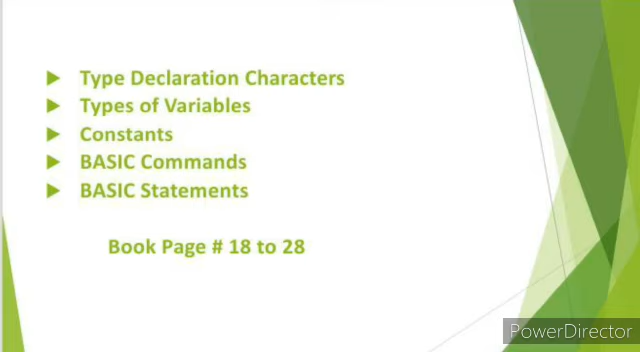 Type Declaration Characters
Types of Variables
Constants
BASIC Commands
BASIC Statements
Book Page # 18 to 28
PowerDirector